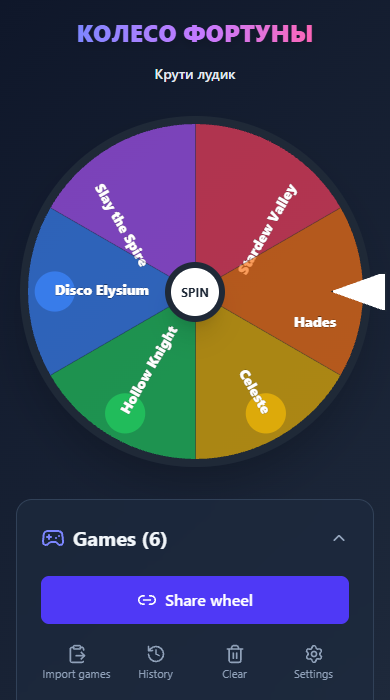 КОЛЕСО ФОРТУНЫ
Крути лудик
Slay the Spire
Stardew Valley
Disco Elysium
SPIN
Hades
Hollow Knight
Celeste
Games (6)
Share wheel
Import games
History
Clear
Settings